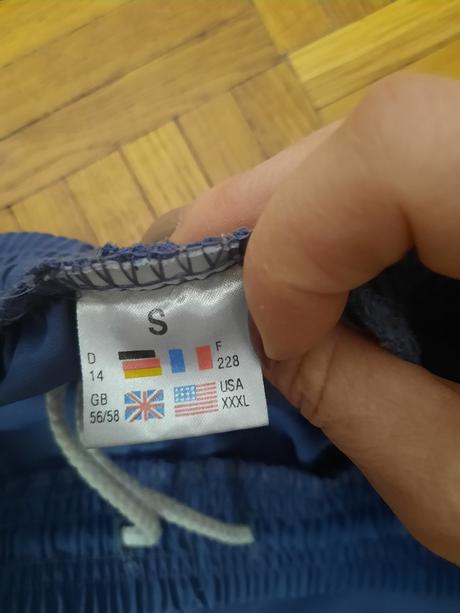 S
D F
14 228
GB USA
56/58 XXXL